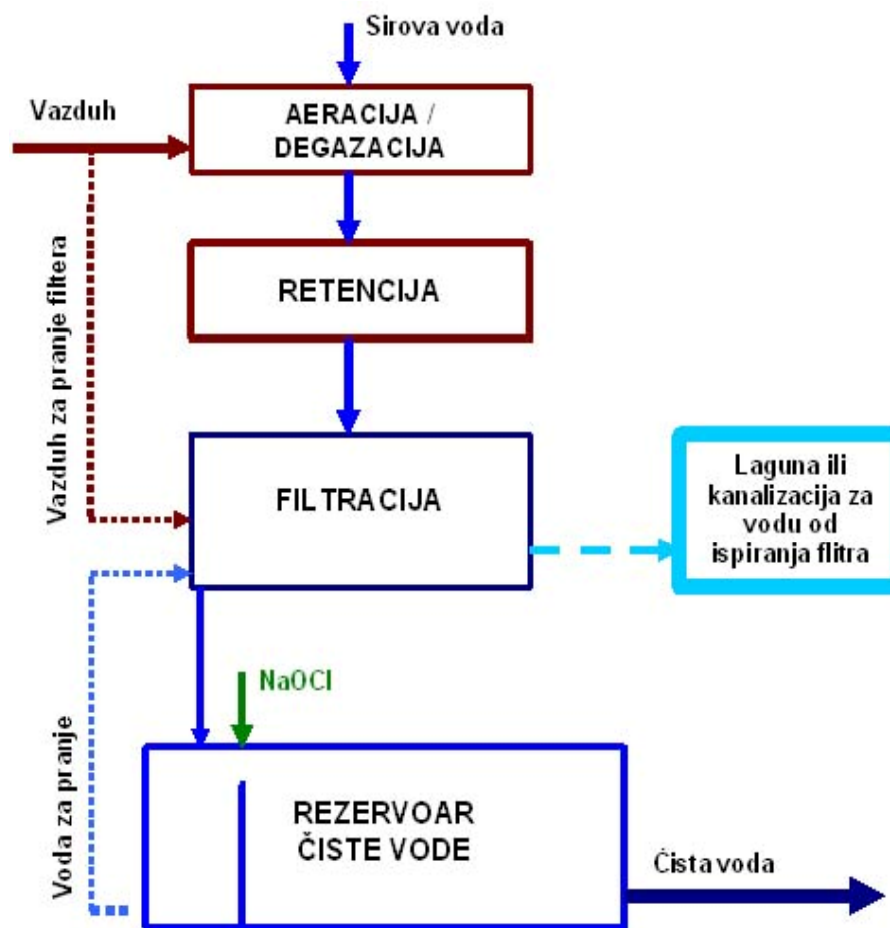 Sirova voda
Vazduh
AERACIJA /
DEGAZACIJA
RETENCIJA
Vazduh za pranje filtera
FILTRACIJA
Laguna ili
kanalizacija za
vodu od
ispiranja flitra
NaOCl
Voda za pranje
REZERVOAR
ČISTE VODE
Čista voda